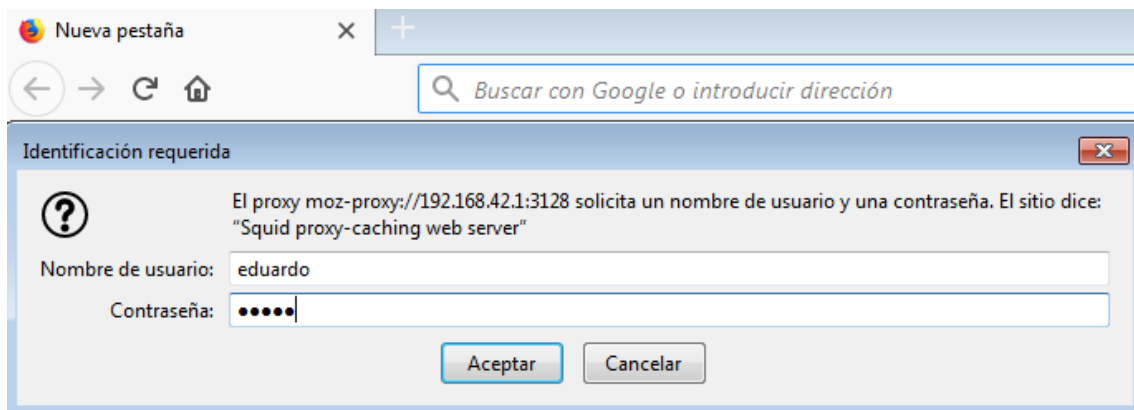 Nueva pestaña
Buscar con Google o introducir dirección
Identificación requerida
El proxy moz-proxy://192.168.42.1:3128 solicita un nombre de usuario y una contraseña. El sitio dice:
“Squid proxy-caching web server”
Nombre de usuario: eduardo
Contraseña: •••••
Aceptar Cancelar